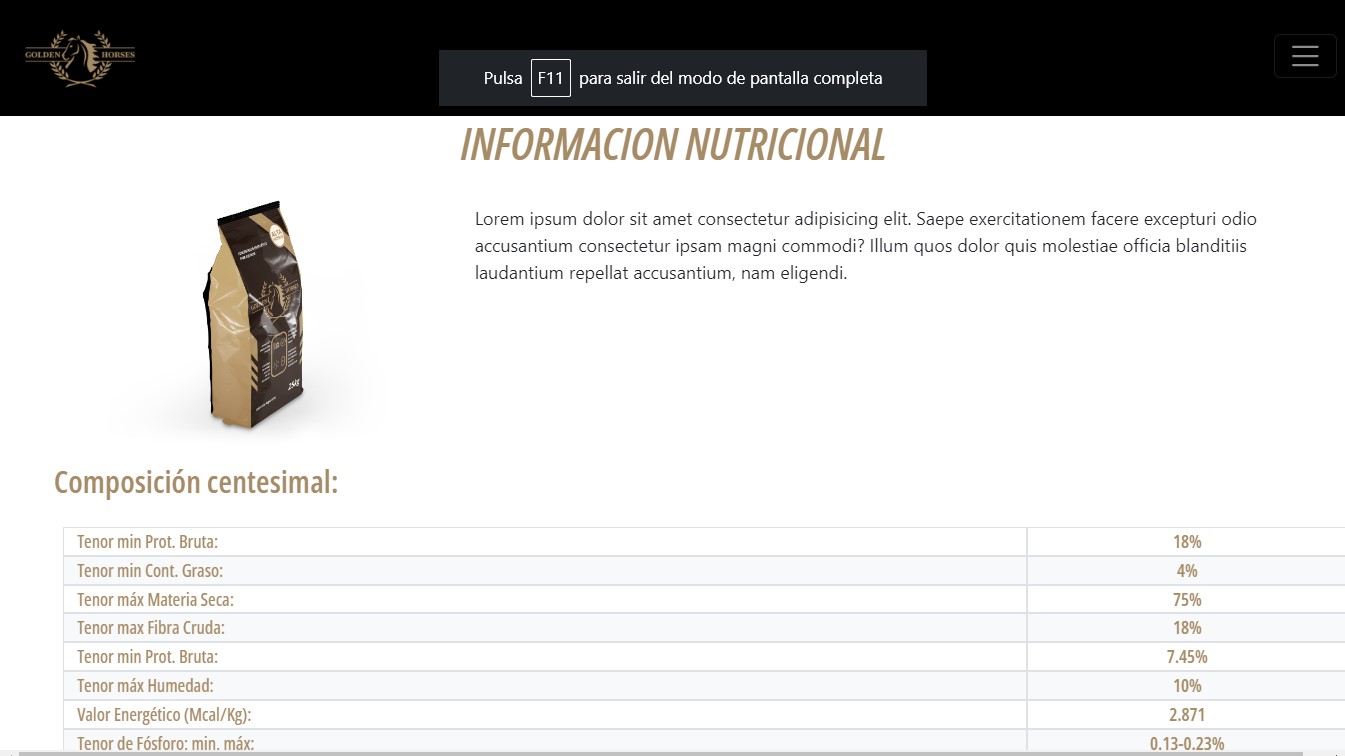 GOLDEN HORSES
Pulsa F11 para salir del modo de pantalla completa
INFORMACION NUTRICIONAL
Lorem ipsum dolor sit amet consectetur adipisicing elit. Saepe exercitationem facere excepturi odio
accusantium consectetur ipsam magni commodi? Illum quos dolor quis molestiae officia blanditiis
laudantium repellat accusantium, nam eligendi.
ALTA
25kg
Composición centesimal:
Tenor min Prot. Bruta: 18%
Tenor min Cont. Graso: 4%
Tenor máx Materia Seca: 75%
Tenor max Fibra Cruda: 18%
Tenor min Prot. Bruta: 7.45%
Tenor máx Humedad: 10%
Valor Energético (Mcal/Kg): 2.871
Tenor de Fósforo: min. máx: 0.13-0.23%